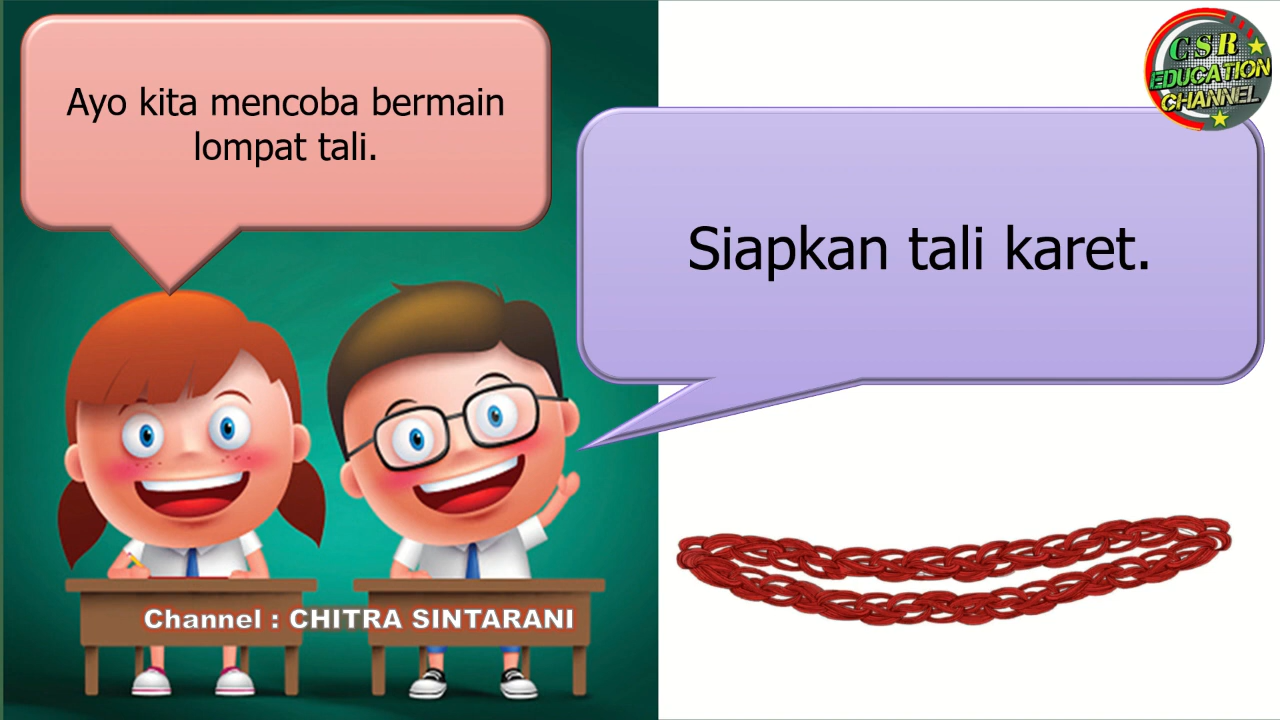 Ayo kita mencoba bermain
lompat tali.
CSR
EDUCATION
CHANNEL
Siapkan tali karet.
Channel : CHITRA SINTARANI